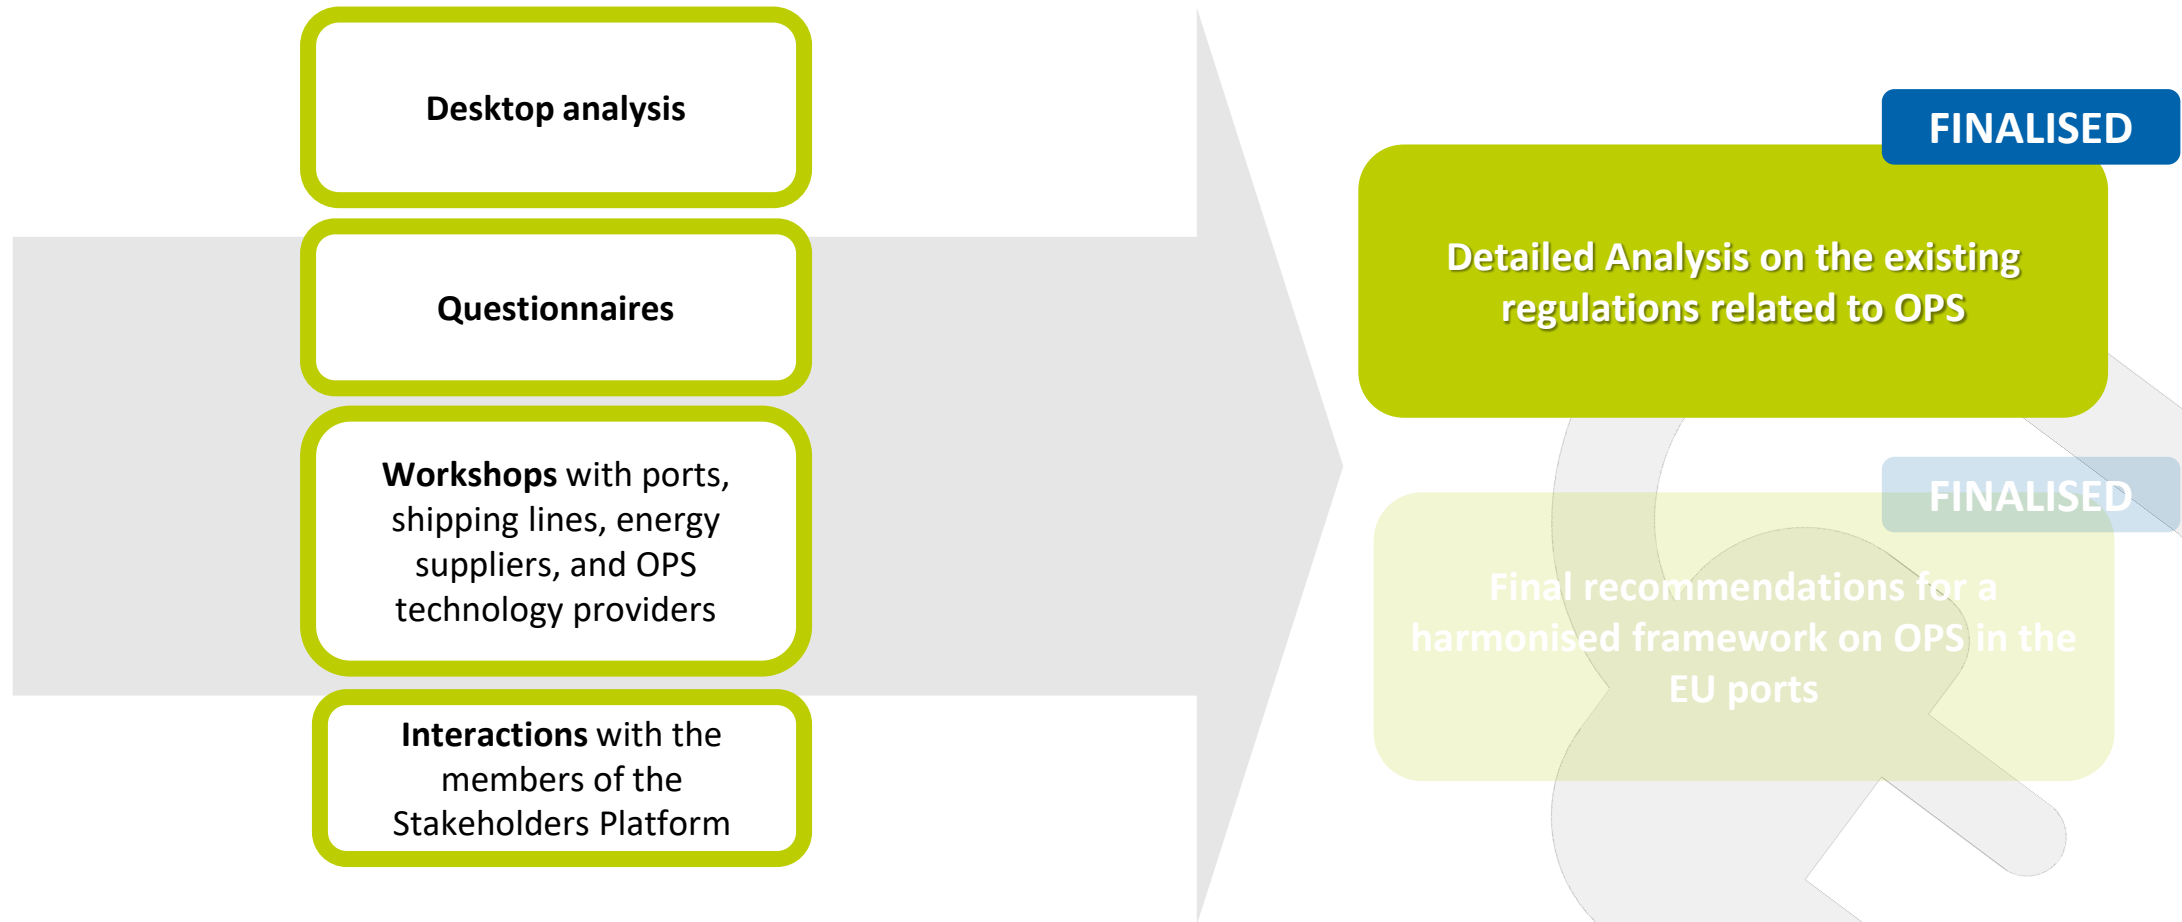 Desktop analysis
Questionnaires
Workshops with ports,
shipping lines, energy
suppliers, and OPS
technology providers
Interactions with the
members of the
Stakeholders Platform
FINALISED
Detailed Analysis on the existing
regulations related to OPS
FINALISED
Final recommendations for a
harmonised framework on OPS in the
EU ports